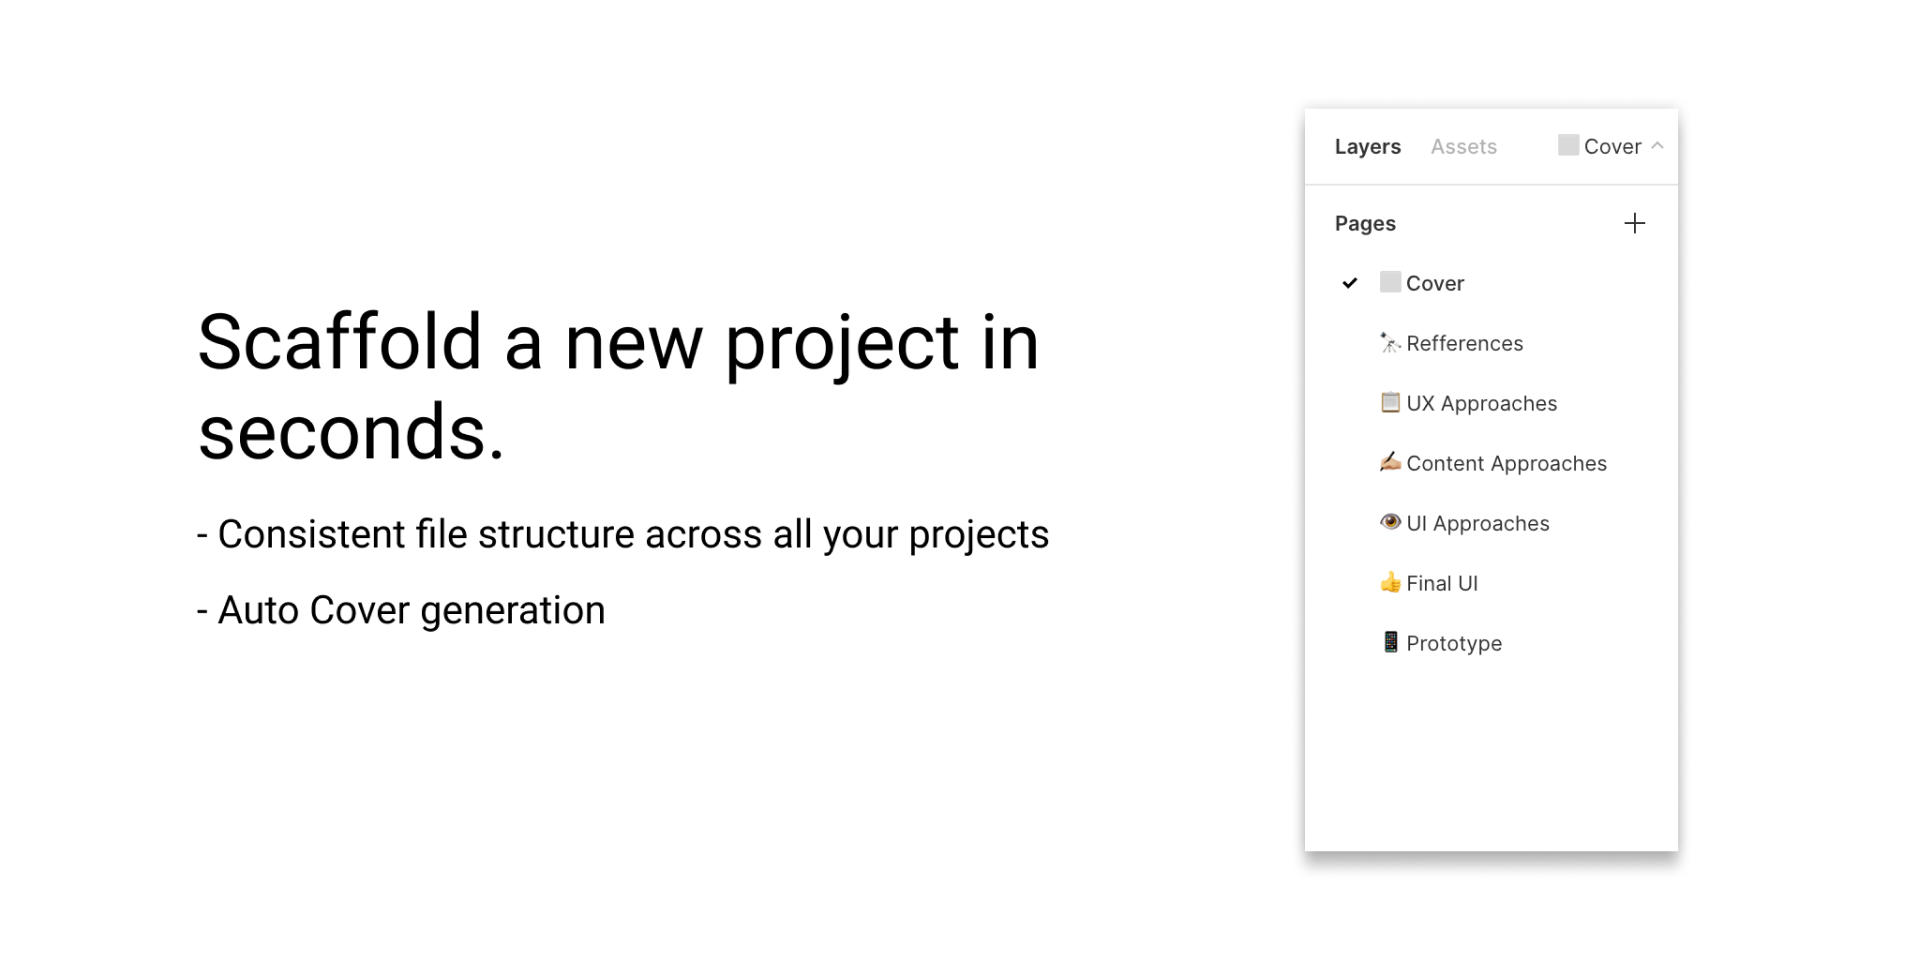 Scaffold a new project in
seconds.
- Consistent file structure across all your projects
- Auto Cover generation
Layers Assets Cover
Pages
Cover
Refferences
UX Approaches
Content Approaches
UI Approaches
Final UI
Prototype